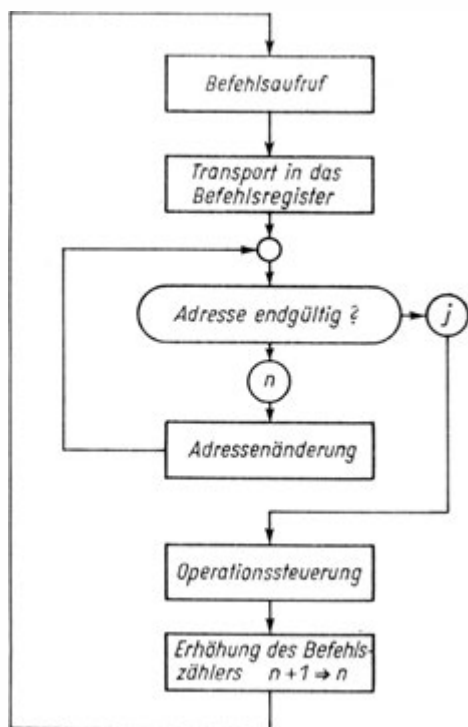 Befehlsaufruf
Transport in das
Befehlsregister
Adresse endgültig ?
j
n
Adressenänderung
Operationssteuerung
Erhöhung des Befehls-
zählers n+1⇒n